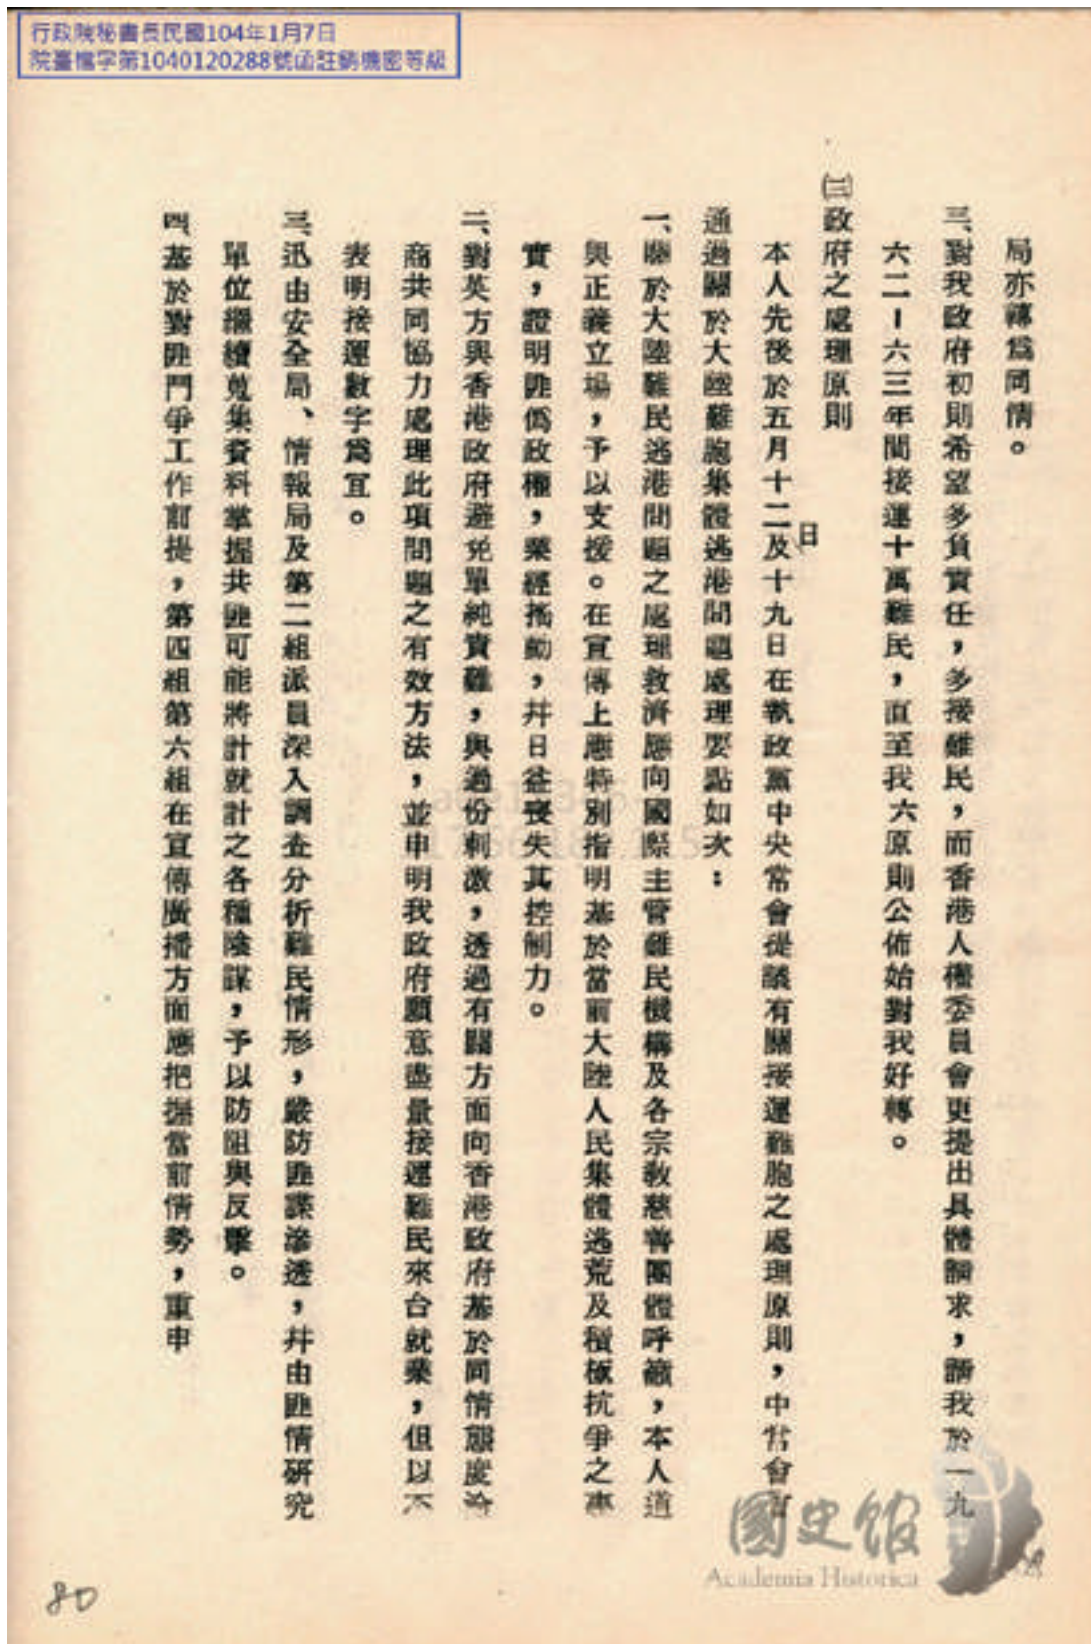 行政院秘書長民國104年1月7日
院臺檔字第1040120288號函註銷機密等級
局亦溥為同情。
三、對我政府初則希望多負責任，多接難民，而香港人權委員會更提出具體請求，請我於一九
六二－六三年間接運十萬難民，直至我六原則公佈始對我好轉。
㈢政府之處理原則
本人先後於五月十二日及十九日在執政黨中央常會提議有關接運難胞之處理原則，中常會
通過關於大陸難胞集體逃港問題處理要點如次：
一、關於大陸難民逃港問題之處理救濟應向國際主管難民機構及各宗教慈善團體呼籲，本人道
與正義立場，予以支援。在宣傳上應特別指明基於當前大陸人民集體逃荒及積極抗爭之事
實，證明匪偽政權，業經搖動，并日益喪失其控制力。
二、對英方與香港政府避免單純責難，與過份刺激，透過有關方面向香港政府基於同情態度洽
商共同協力處理此項問題之有效方法，並申明我政府願意盡量接運難民來台就業，但以不
表明接運數字為宜。
三、迅由安全局、情報局及第二組派員深入調查分析難民情形，嚴防匪諜滲透，并由匪情研究
單位繼續蒐集資料掌握共匪可能將計就計之各種陰謀，予以防阻與反擊。
四、基於對匪鬥爭工作前提，第四組第六組在宣傳廣播方面應把握當前情勢，重申
國史館
Academia Historica
80